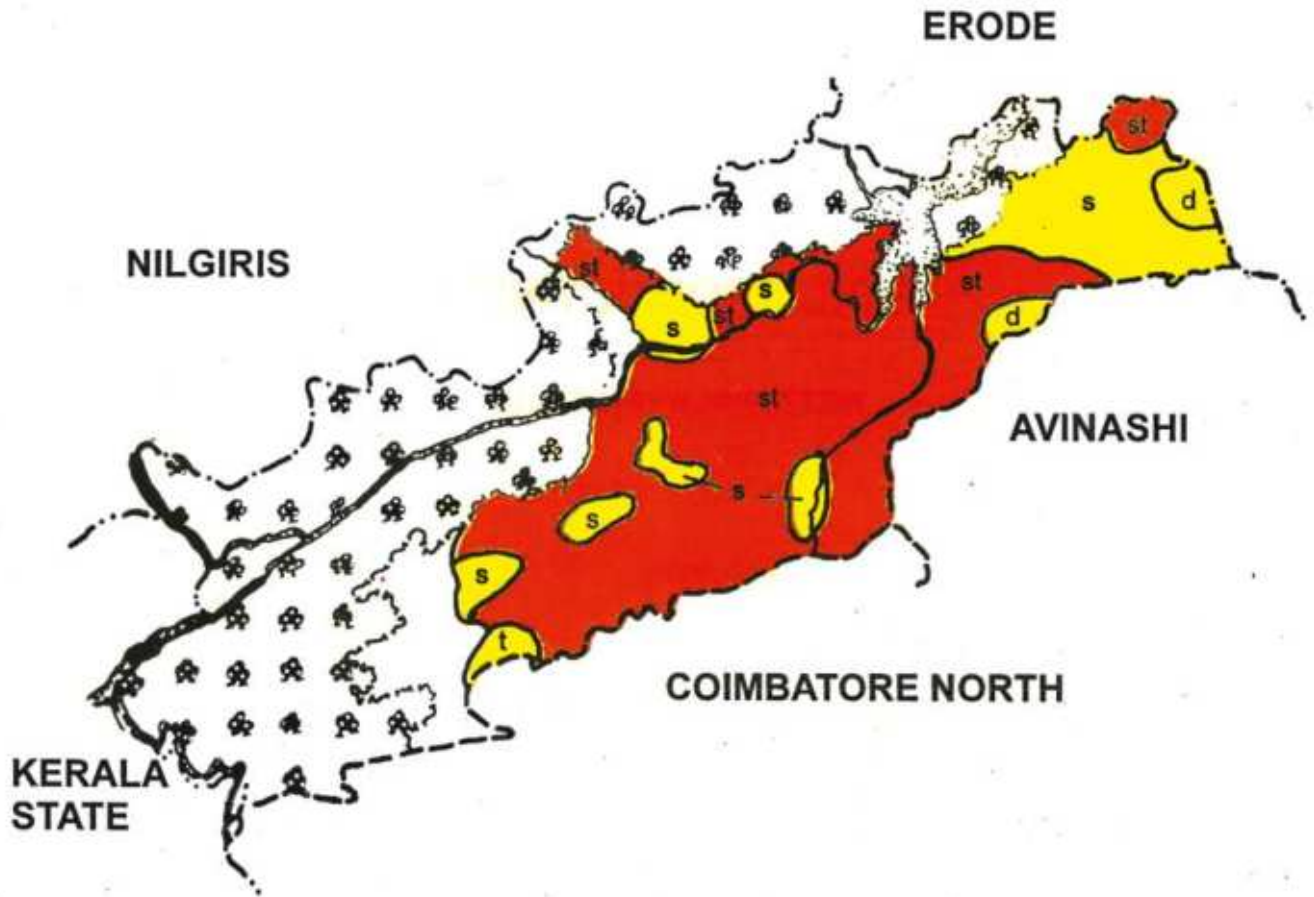 ERODE
st
s
d
NILGIRIS
st
s
st
s
st
d
st
AVINASHI
s
s
s
t
COIMBATORE NORTH
KERALA
STATE